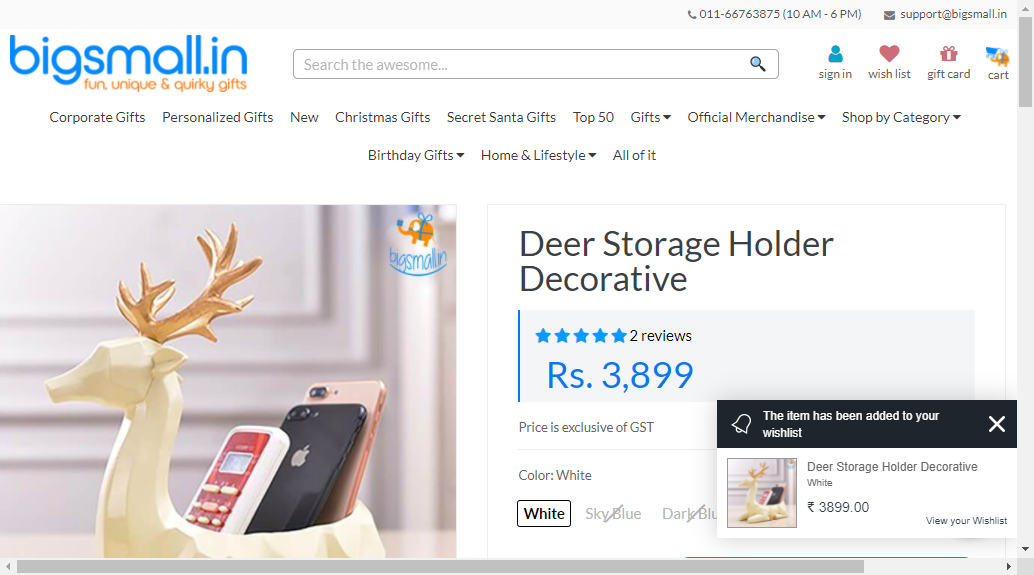 011-66763875 (10 AM - 6 PM)
support@bigsmall.in
bigsmall.in
fun, unique & quirky gifts
Search the awesome...
sign in
wish list
gift card
cart
Corporate Gifts
Personalized Gifts
New
Christmas Gifts
Secret Santa Gifts
Top 50
Gifts
Official Merchandise
Shop by Category
Birthday Gifts
Home & Lifestyle
All of it
bigsmall.in
Deer Storage Holder
Decorative
2 reviews
Rs. 3,899
Price is exclusive of GST
Color: White
White
Sky Blue
Dark Blu
The item has been added to your
wishlist
Deer Storage Holder Decorative
White
₹ 3899.00
View your Wishlist